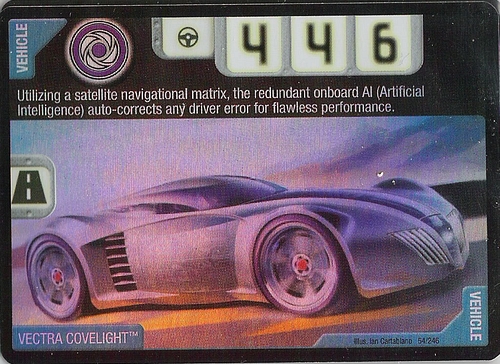 VEHICLE
4 4 6
Utilizing a satellite navigational matrix, the redundant onboard AI (Artificial
Intelligence) auto-corrects any driver error for flawless performance.
VECTRA COVELIGHT™
Illus. Ian Cartabiano 54/246
VEHICLE